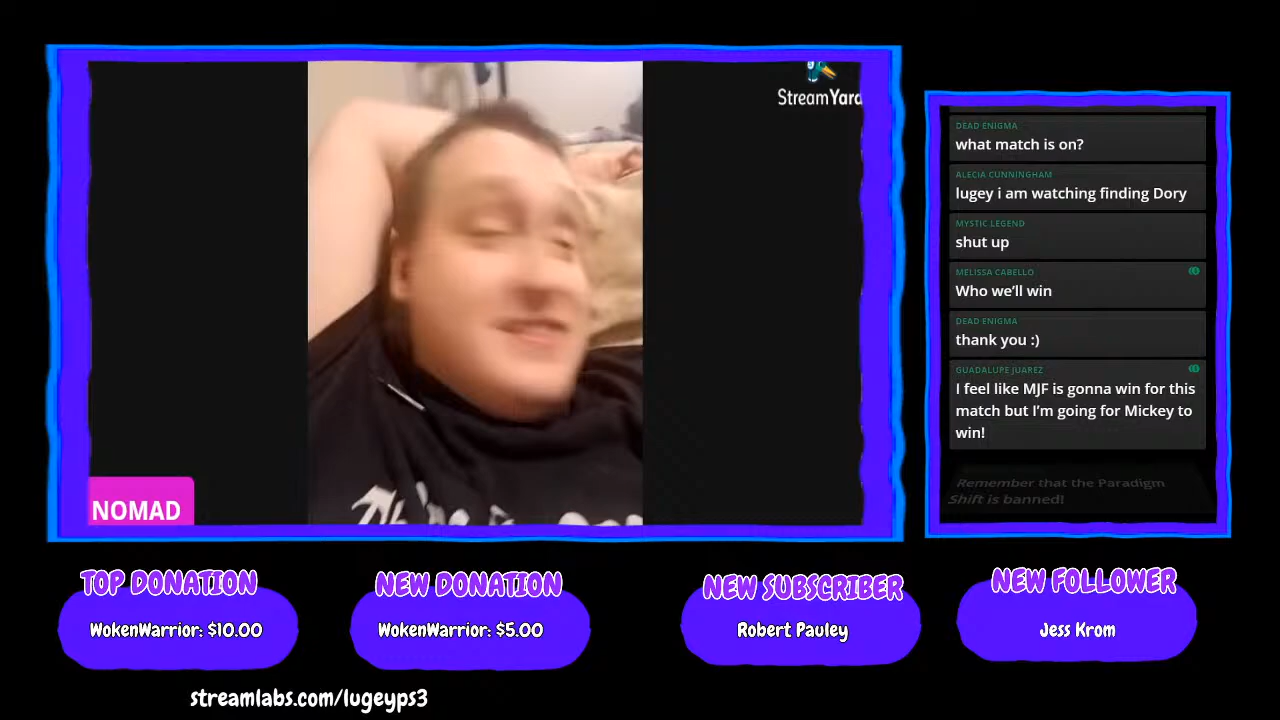 StreamYard
NOMAD
DEAD ENIGMA
what match is on?
ALECIA CUNNINGHAM
lugey i am watching finding Dory
MYSTIC LEGEND
shut up
MELISSA CABELLO
Who we’ll win
DEAD ENIGMA
thank you :)
GUADALUPE JUAREZ
I feel like MJF is gonna win for this
match but I’m going for Mickey to
win!
Remember that the Paradigm
Shift is banned!
TOP DONATION
WokenWarrior: $10.00
NEW DONATION
WokenWarrior: $5.00
NEW SUBSCRIBER
Robert Pauley
NEW FOLLOWER
Jess Krom
streamlabs.com/lugeyps3